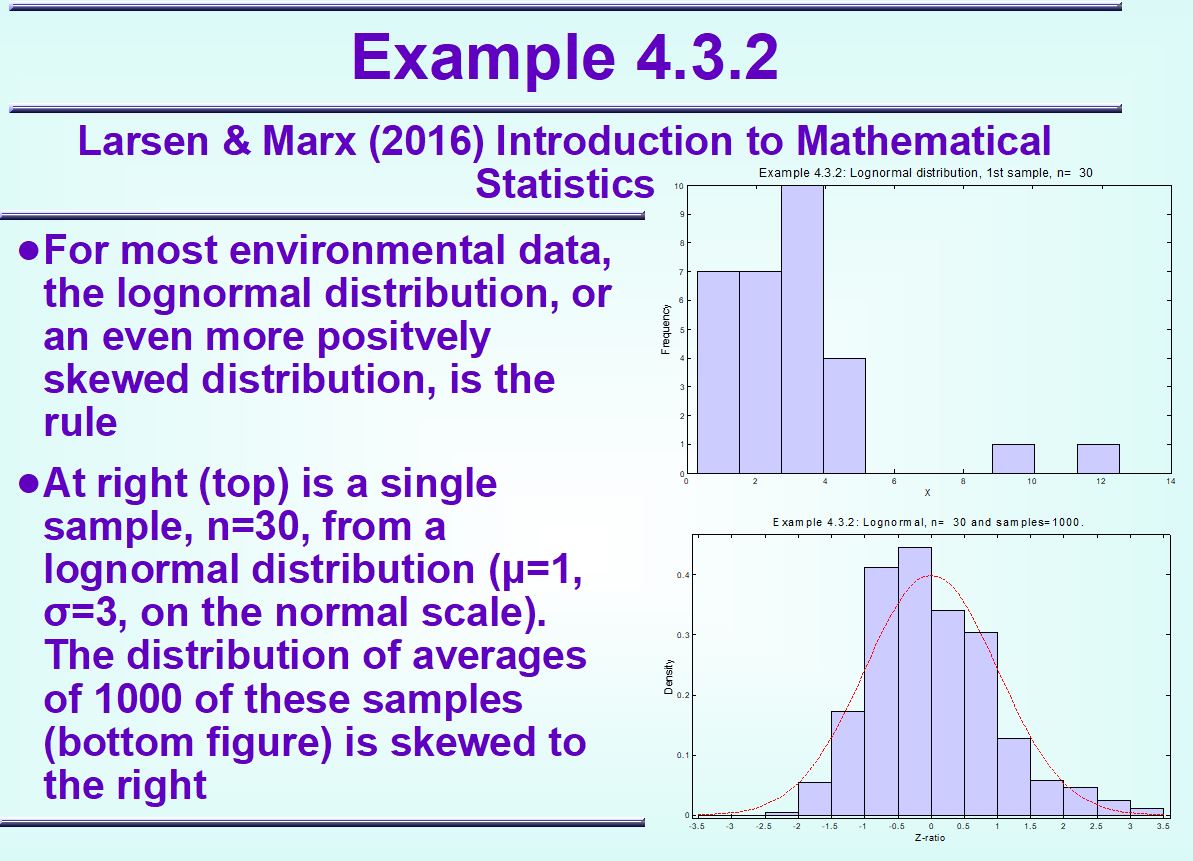 Example 4.3.2
Larsen & Marx (2016) Introduction to Mathematical
Statistics
●For most environmental data,
the lognormal distribution, or
an even more positvely
skewed distribution, is the
rule
●At right (top) is a single
sample, n=30, from a
lognormal distribution (μ=1,
σ=3, on the normal scale).
The distribution of averages
of 1000 of these samples
(bottom figure) is skewed to
the right
Example 4.3.2: Lognormal distribution, 1st sample, n= 30
10
9
8
7
6
5
4
3
2
1
0
Frequency
0 2 4 6 8 10 12 14
X
Example 4.3.2: Lognormal, n= 30 and samples=1000.
0.4
0.3
0.2
0.1
0
Density
-3.5 -3 -2.5 -2 -1.5 -1 -0.5 0 0.5 1 1.5 2 2.5 3 3.5
Z-ratio